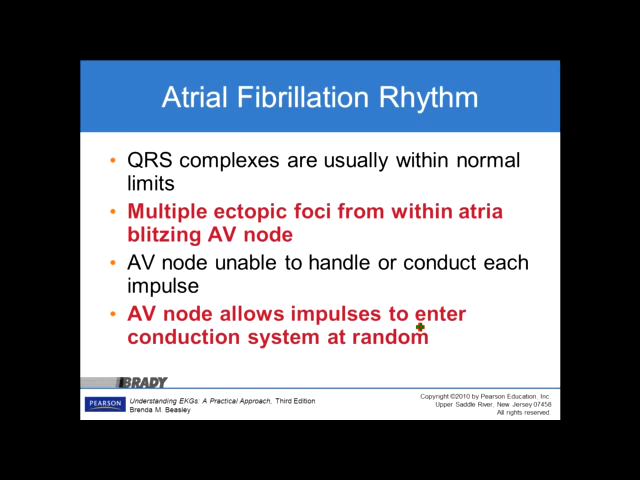 Atrial Fibrillation Rhythm
• QRS complexes are usually within normal
limits
• Multiple ectopic foci from within atria
blitzing AV node
• AV node unable to handle or conduct each
impulse
• AV node allows impulses to enter
conduction system at random
BRADY
PEARSON
Understanding EKGs: A Practical Approach, Third Edition
Brenda M. Beasley
Copyright ©2010 by Pearson Education, Inc.
Upper Saddle River, New Jersey 07458
All rights reserved.